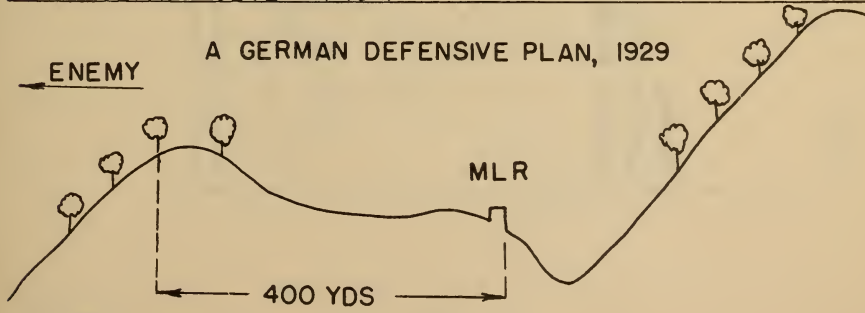 A GERMAN DEFENSIVE PLAN, 1929
ENEMY
MLR
400 YDS